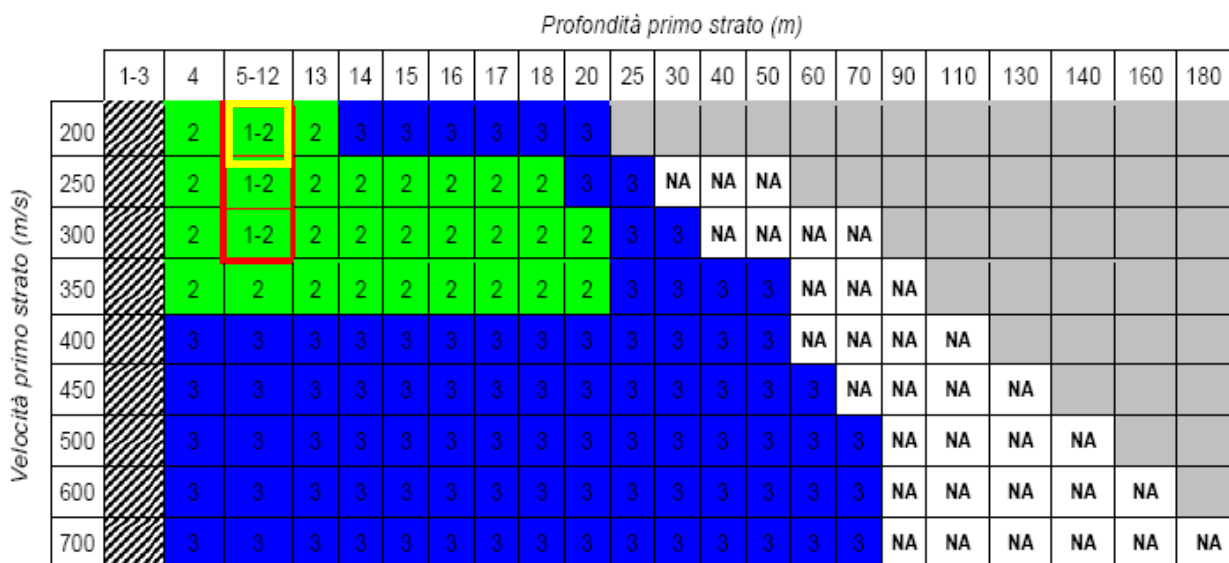 Profondità primo strato (m)
1-3 4 5-12 13 14 15 16 17 18 20 25 30 40 50 60 70 90 110 130 140 160 180
Velocità primo strato (m/s)
200 2 1-2 2 3 3 3 3 3 3
250 2 1-2 2 2 2 2 2 2 3 3 NA NA NA
300 2 1-2 2 2 2 2 2 2 2 3 3 NA NA NA NA
350 2 2 2 2 2 2 2 2 2 3 3 3 3 NA NA NA
400 3 3 3 3 3 3 3 3 3 3 3 3 3 NA NA NA NA
450 3 3 3 3 3 3 3 3 3 3 3 3 3 3 NA NA NA NA
500 3 3 3 3 3 3 3 3 3 3 3 3 3 3 3 NA NA NA NA
600 3 3 3 3 3 3 3 3 3 3 3 3 3 3 3 NA NA NA NA NA
700 3 3 3 3 3 3 3 3 3 3 3 3 3 3 3 NA NA NA NA NA NA